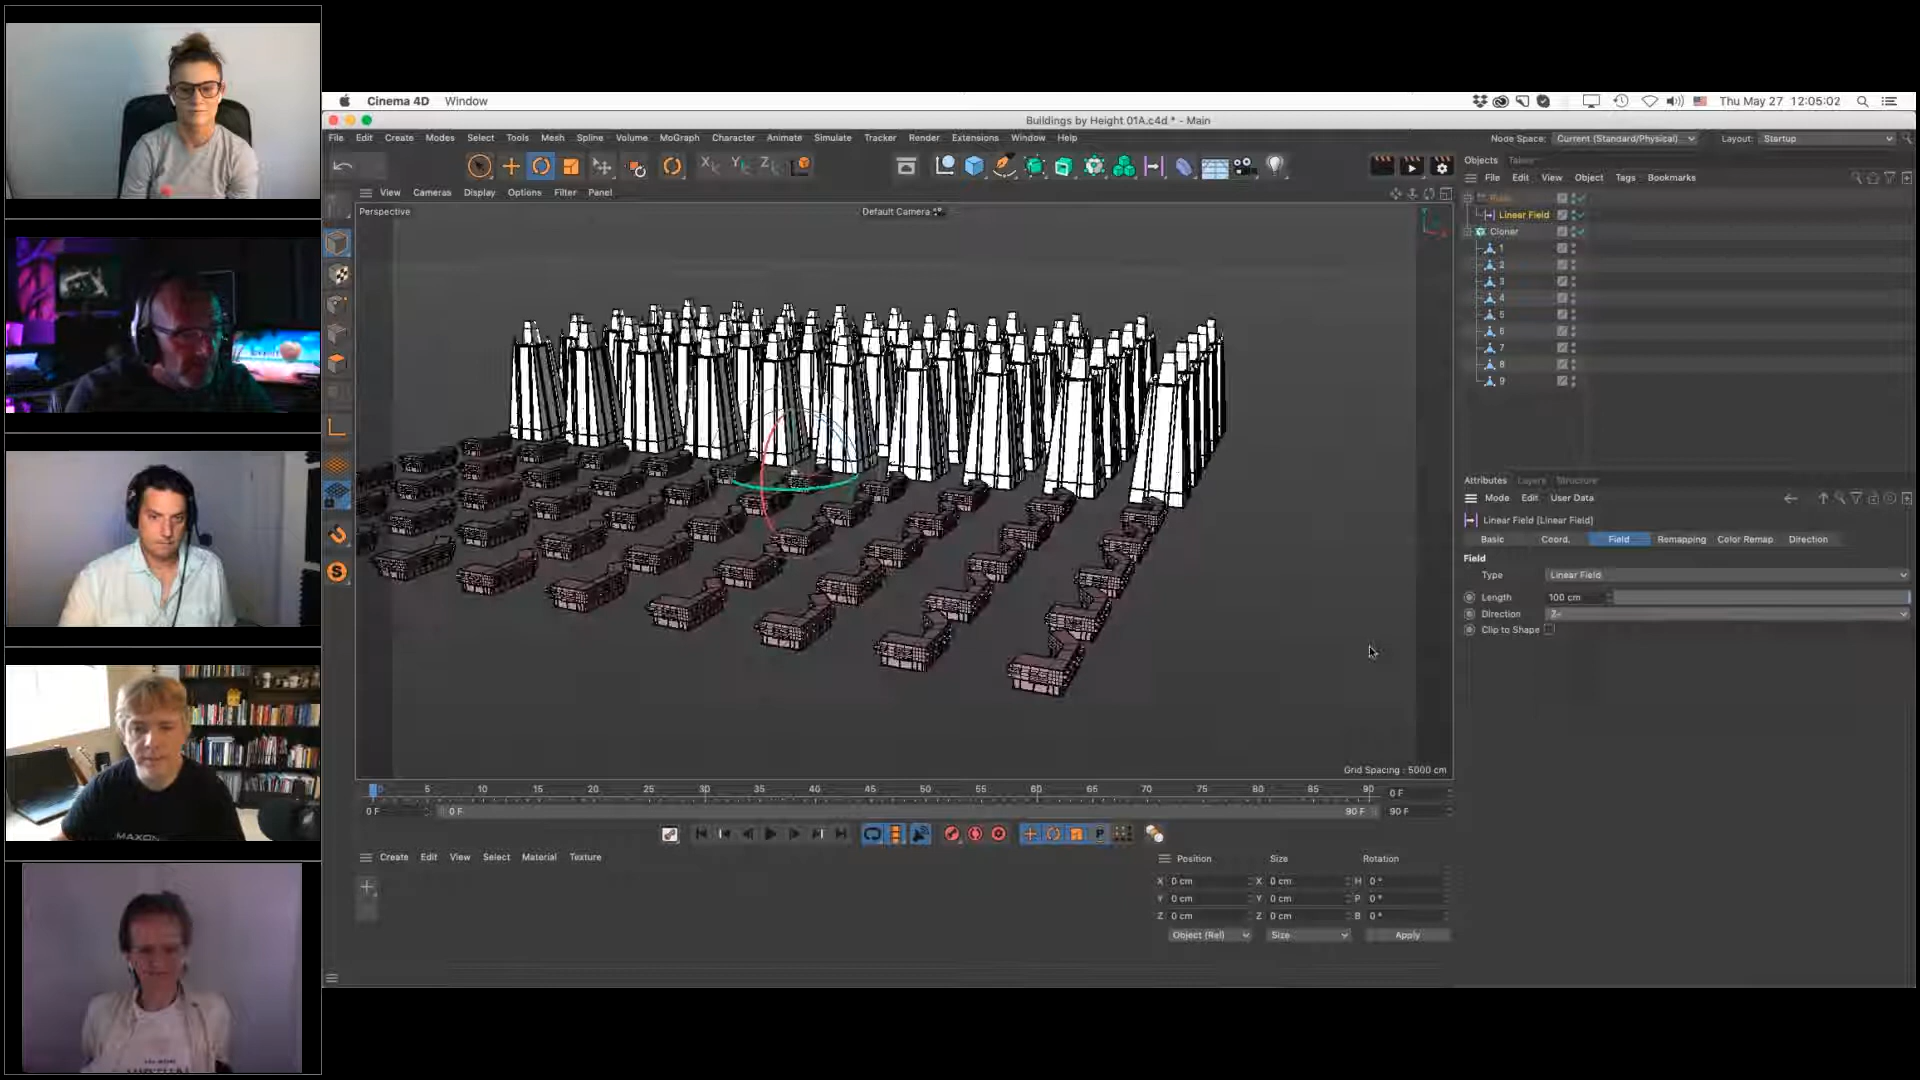 Cinema 4D Window
Thu May 27 12:05:02
Buildings by Height 01A.c4d * - Main
File Edit Create Modes Select Tools Mesh Spline Volume MoGraph Character Animate Simulate Tracker Render Extensions Window Help
Node Space: Current (Standard/Physical) Layout: Startup
Objects Takes
File Edit View Object Tags Bookmarks
View Cameras Display Options Filter Panel
Perspective
Default Camera
Linear Field
Cloner
1
2
3
4
5
6
7
8
9
Attributes Layers Structure
Mode Edit User Data
Linear Field [Linear Field]
Basic Coord. Field Remapping Color Remap Direction
Field
Type Linear Field
Length 100 cm
Direction Z-
Clip to Shape
Grid Spacing : 5000 cm
0 5 10 15 20 25 30 35 40 45 50 55 60 65 70 75 80 85 90
0 F
0 F 0 F 90 F 90 F
P
Create Edit View Select Material Texture
Position Size Rotation
X 0 cm X 0 cm H 0 °
Y 0 cm Y 0 cm P 0 °
Z 0 cm Z 0 cm B 0 °
Object (Rel) Size Apply
X Y Z
S
MAXON